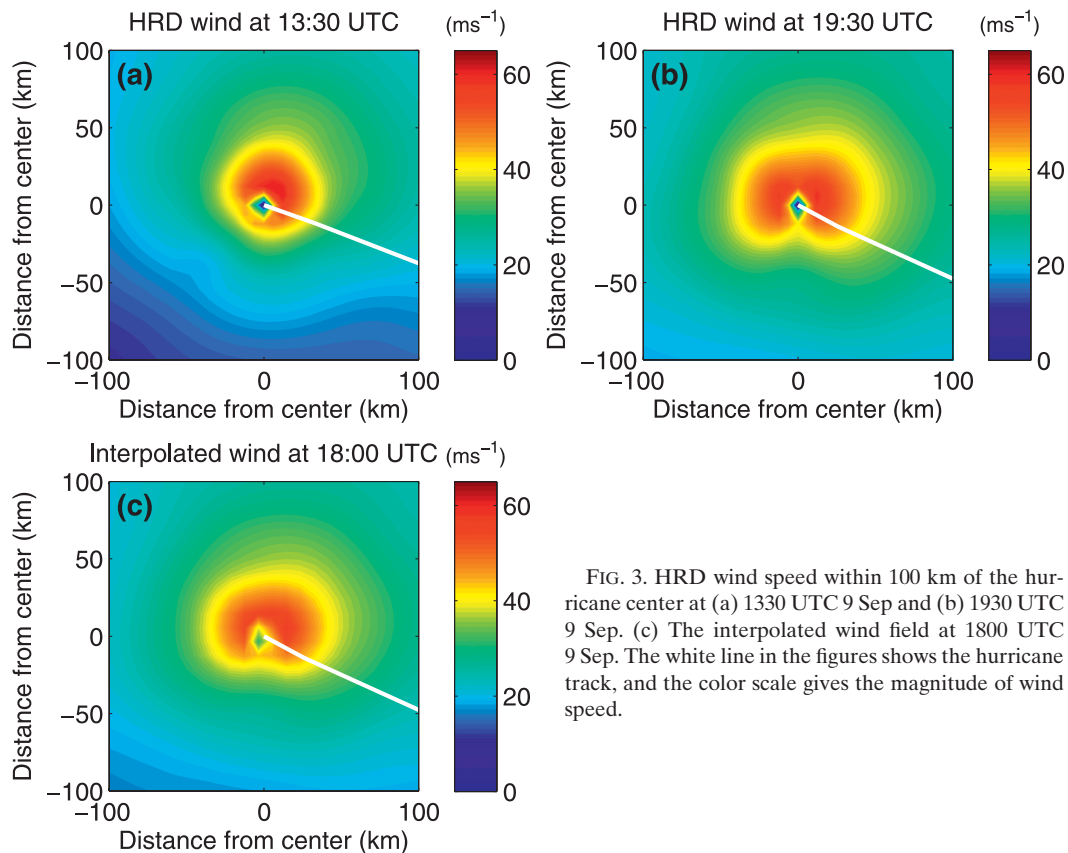 HRD wind at 13:30 UTC (ms⁻¹)
(a)
100
50
0
−50
−100
Distance from center (km)
−100 0 100
Distance from center (km)
60
40
20
0
HRD wind at 19:30 UTC (ms⁻¹)
(b)
100
50
0
−50
−100
Distance from center (km)
−100 0 100
Distance from center (km)
60
40
20
0
Interpolated wind at 18:00 UTC (ms⁻¹)
(c)
100
50
0
−50
−100
Distance from center (km)
−100 0 100
Distance from center (km)
60
40
20
0
FIG. 3. HRD wind speed within 100 km of the hur-
ricane center at (a) 1330 UTC 9 Sep and (b) 1930 UTC
9 Sep. (c) The interpolated wind field at 1800 UTC
9 Sep. The white line in the figures shows the hurricane
track, and the color scale gives the magnitude of wind
speed.